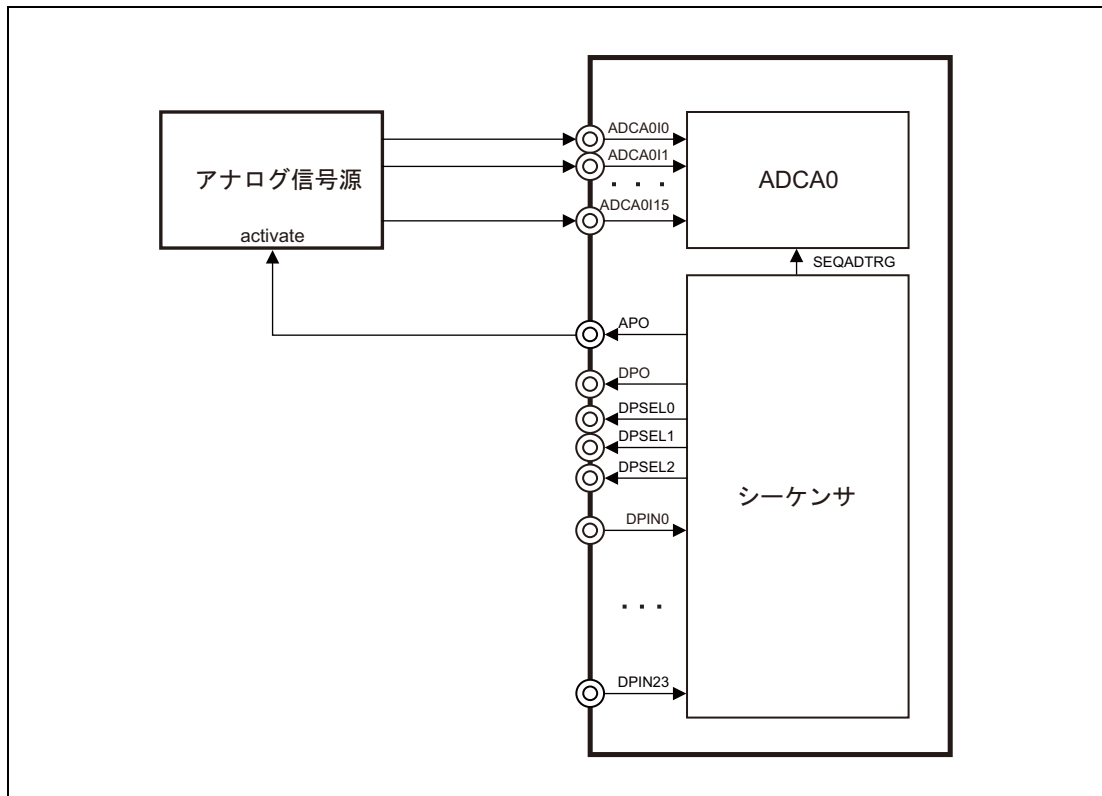 アナログ信号源
activate
ADCA0I0
ADCA0I1
. . .
ADCA0I15
ADCA0
SEQADTRG
APO
DPO
DPSEL0
DPSEL1
DPSEL2
DPIN0
. . .
DPIN23
シーケンサ